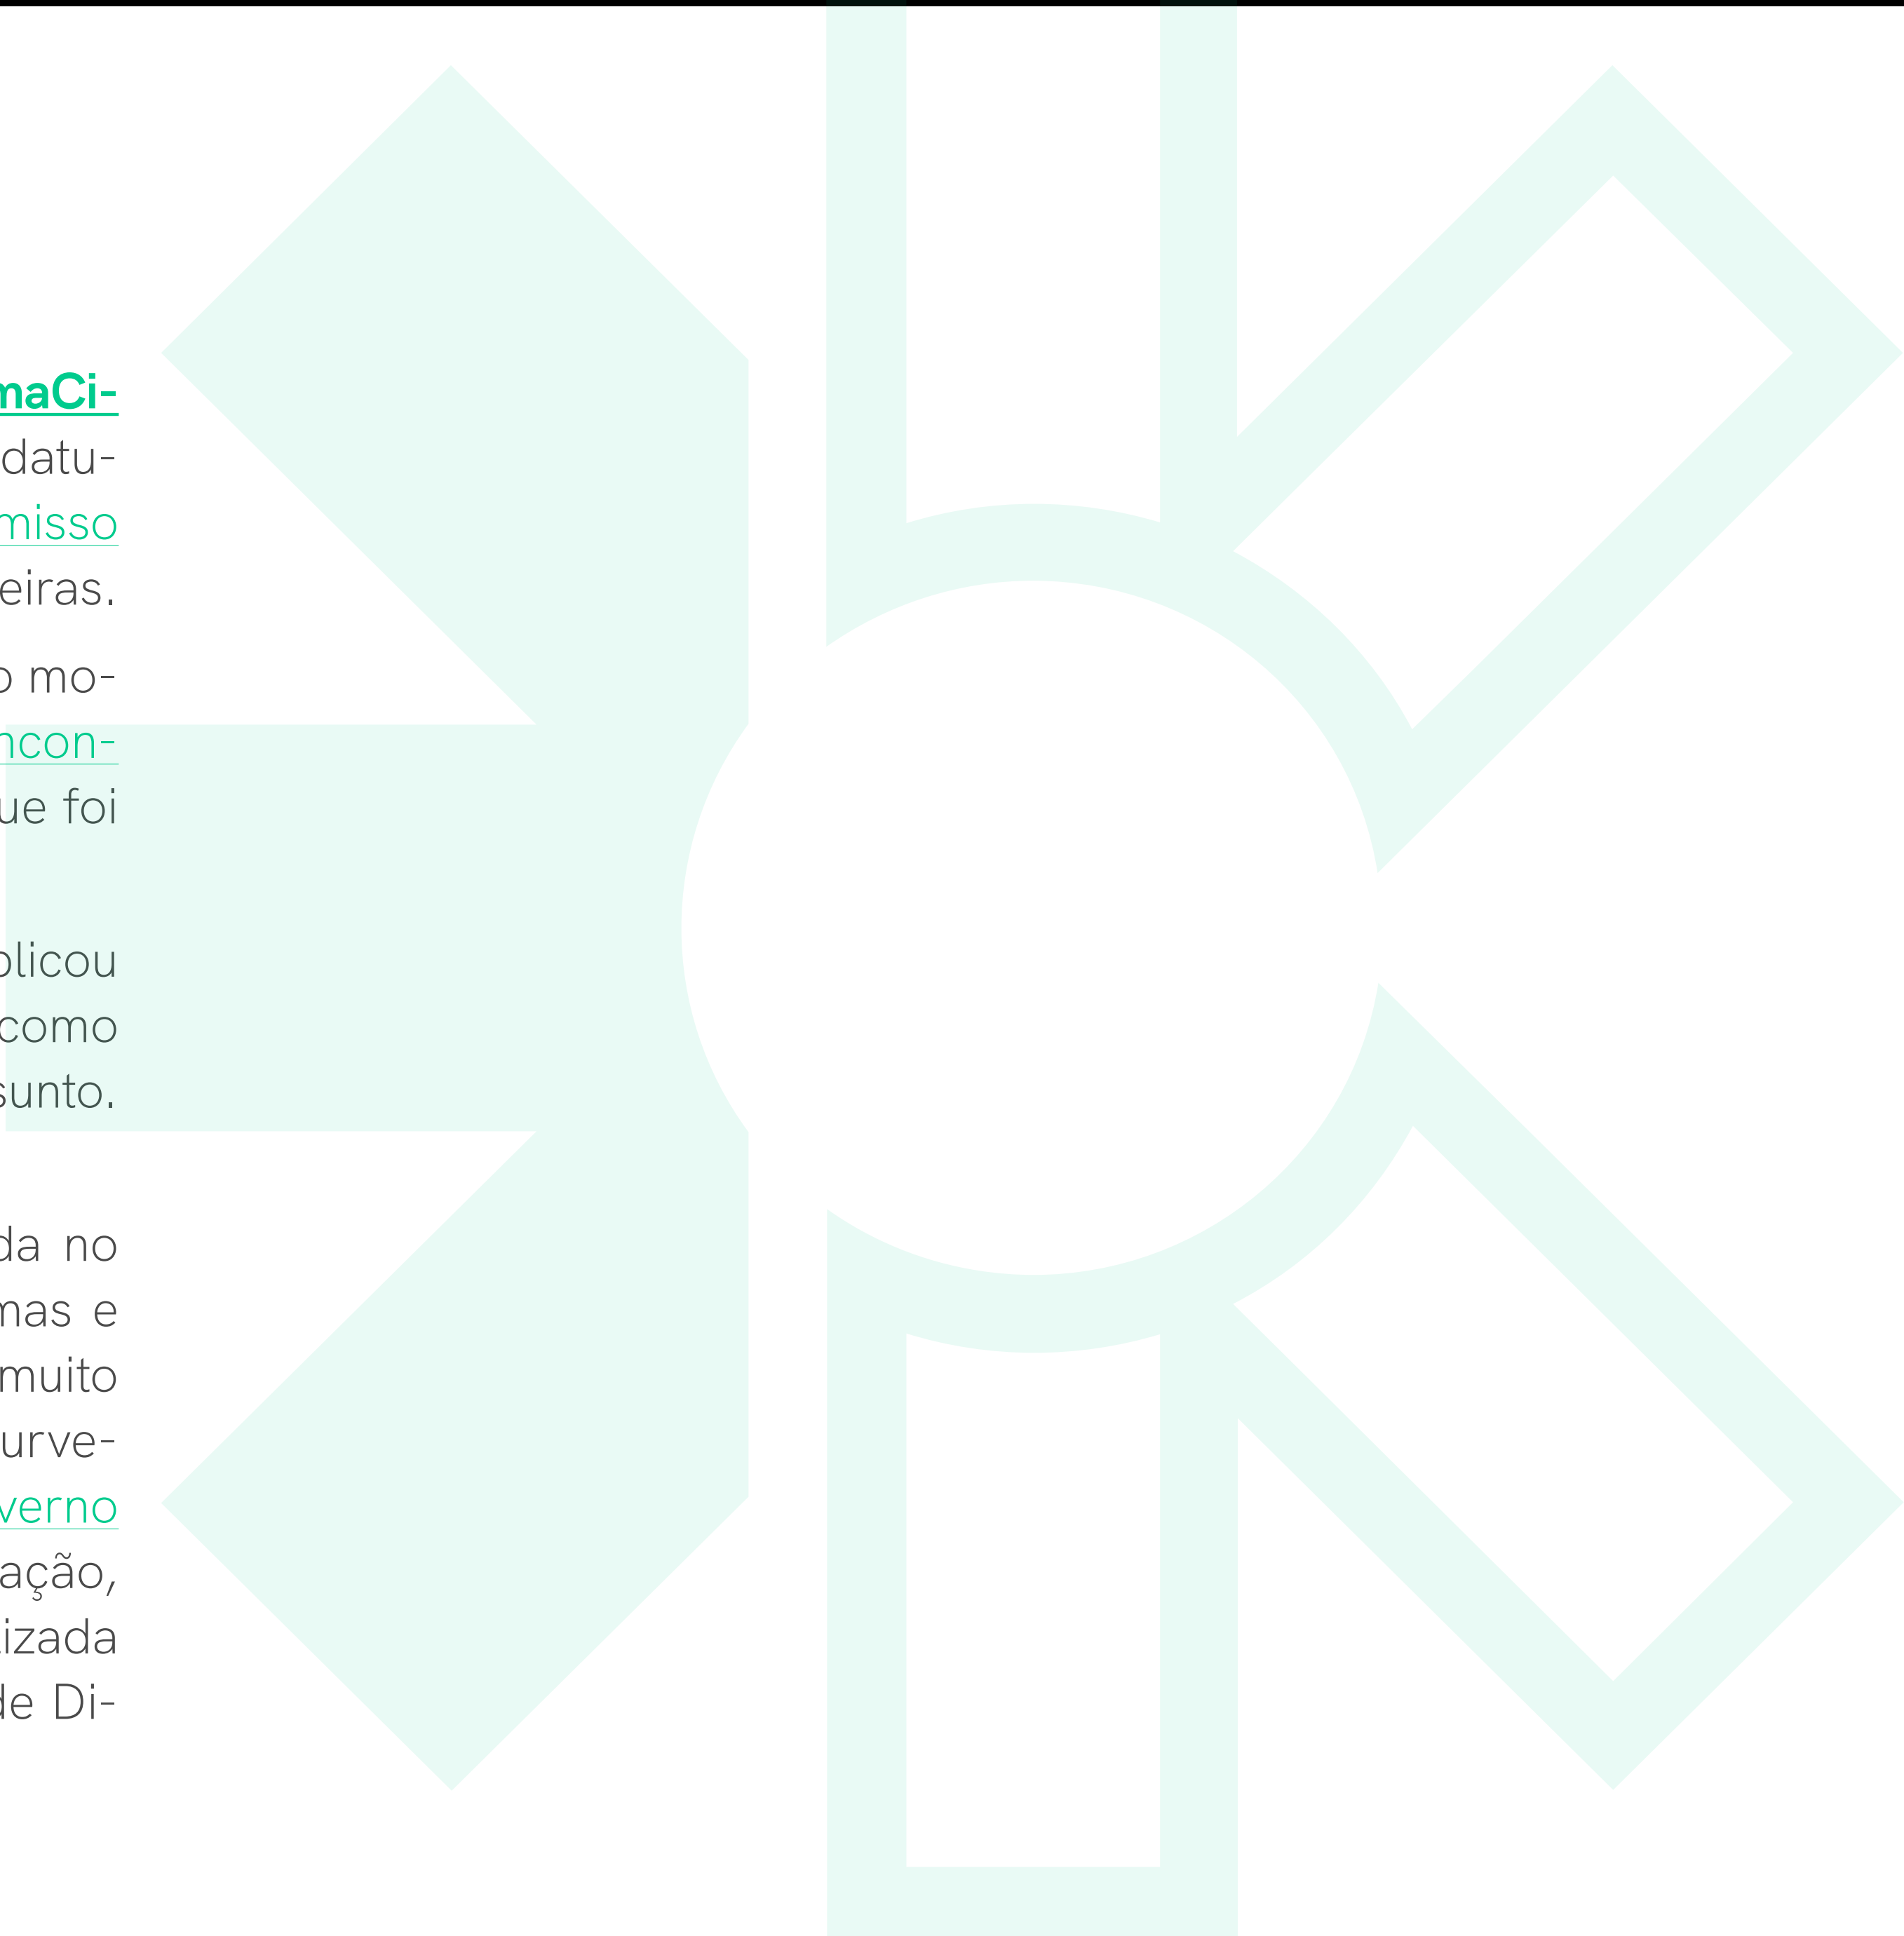 maCi-
datu-
misso
eiras.
o mo-
ncon-
ue foi
blicou
como
sunto.
da no
mas e
muito
urve-
verno
ação,
izada
de Di-